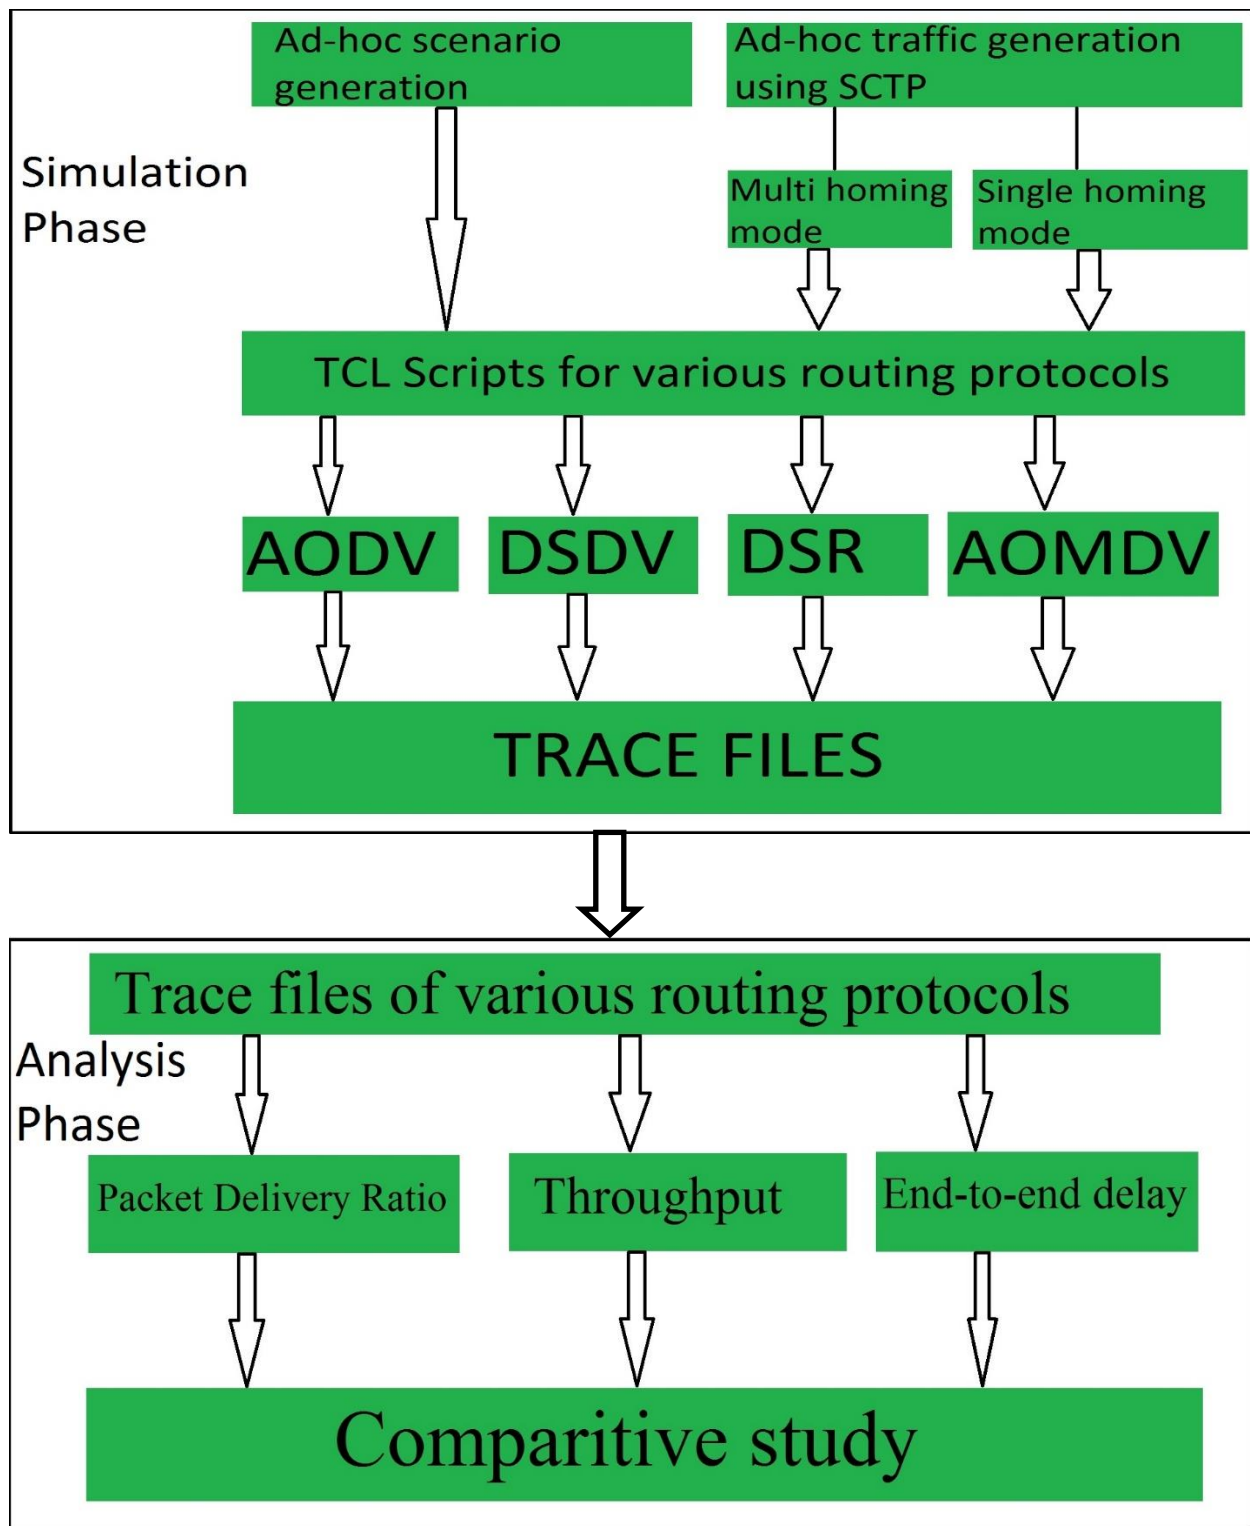 Ad-hoc scenario
generation
Ad-hoc traffic generation
using SCTP
Simulation
Phase
Multi homing
mode
Single homing
mode
TCL Scripts for various routing protocols
AODV
DSDV
DSR
AOMDV
TRACE FILES
Trace files of various routing protocols
Analysis
Phase
Packet Delivery Ratio
Throughput
End-to-end delay
Comparitive study